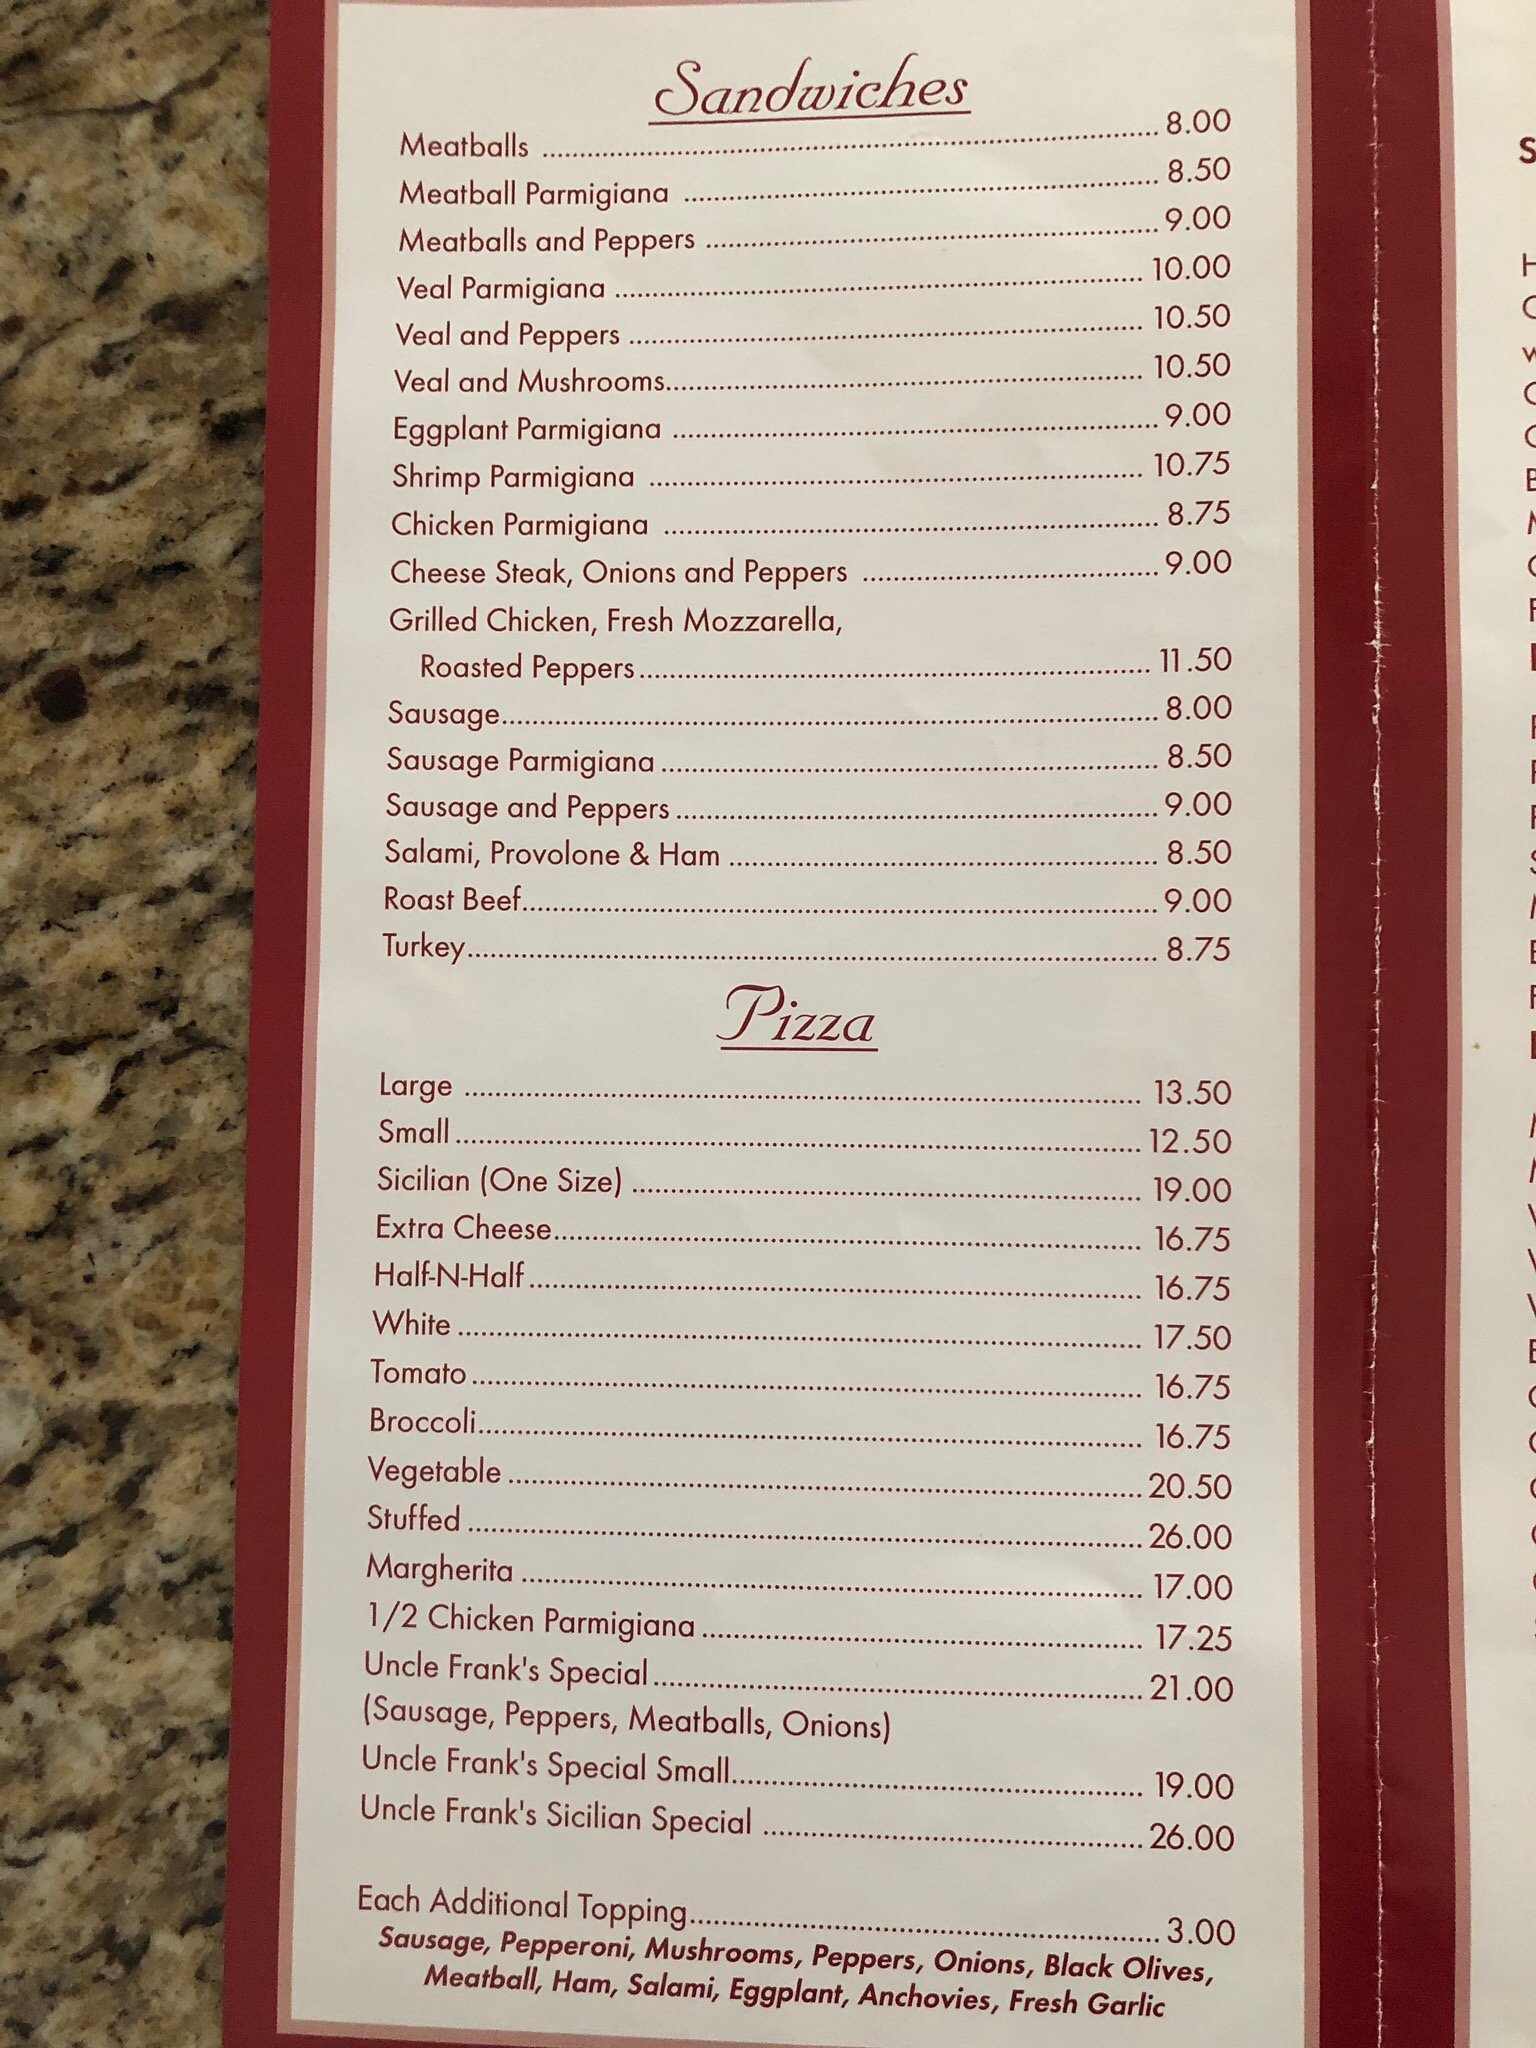 Sandwiches
Meatballs ........ 8.00
Meatball Parmigiana ........ 8.50
Meatballs and Peppers ........ 9.00
Veal Parmigiana ........ 10.00
Veal and Peppers ........ 10.50
Veal and Mushrooms........ 10.50
Eggplant Parmigiana ........ 9.00
Shrimp Parmigiana ........ 10.75
Chicken Parmigiana ........ 8.75
Cheese Steak, Onions and Peppers ........ 9.00
Grilled Chicken, Fresh Mozzarella,
Roasted Peppers........ 11.50
Sausage........ 8.00
Sausage Parmigiana ........ 8.50
Sausage and Peppers ........ 9.00
Salami, Provolone & Ham ........ 8.50
Roast Beef........ 9.00
Turkey........ 8.75
Pizza
Large ........ 13.50
Small ........ 12.50
Sicilian (One Size) ........ 19.00
Extra Cheese........ 16.75
Half-N-Half ........ 16.75
White ........ 17.50
Tomato ........ 16.75
Broccoli........ 16.75
Vegetable ........ 20.50
Stuffed ........ 26.00
Margherita ........ 17.00
1/2 Chicken Parmigiana ........ 17.25
Uncle Frank's Special ........ 21.00
(Sausage, Peppers, Meatballs, Onions)
Uncle Frank's Special Small........ 19.00
Uncle Frank's Sicilian Special ........ 26.00
Each Additional Topping........ 3.00
Sausage, Pepperoni, Mushrooms, Peppers, Onions, Black Olives,
Meatball, Ham, Salami, Eggplant, Anchovies, Fresh Garlic